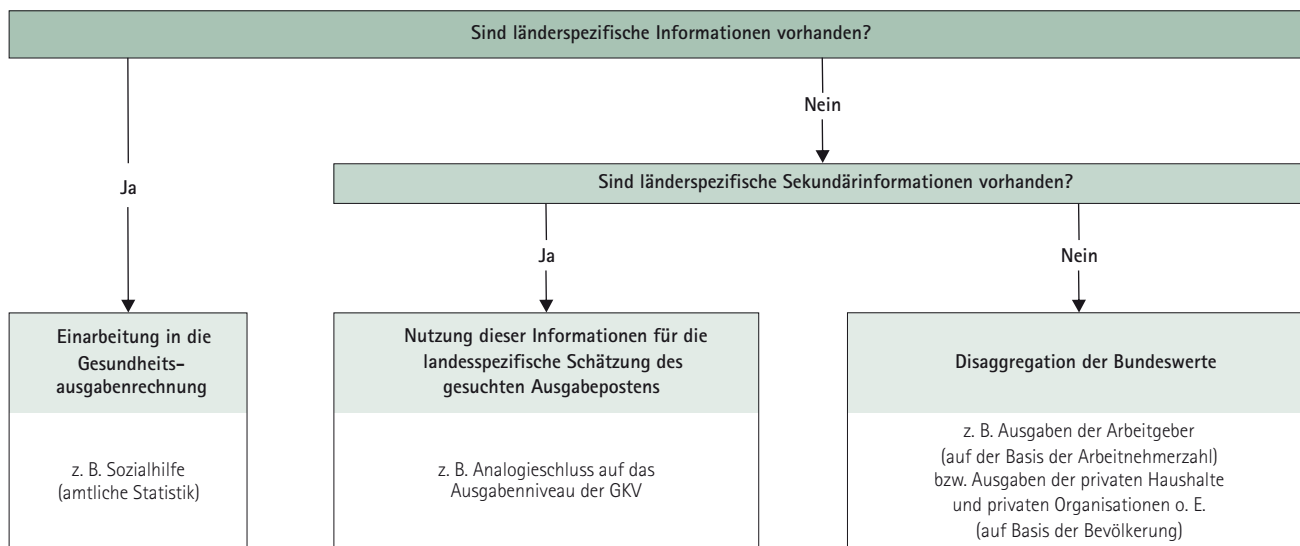 Sind länderspezifische Informationen vorhanden?
Nein
Ja
Sind länderspezifische Sekundärinformationen vorhanden?
Ja
Nein
Einarbeitung in die
Gesundheits-
ausgabenrechnung
z. B. Sozialhilfe
(amtliche Statistik)
Nutzung dieser Informationen für die
landesspezifische Schätzung des
gesuchten Ausgabepostens
z. B. Analogieschluss auf das
Ausgabenniveau der GKV
Disaggregation der Bundeswerte
z. B. Ausgaben der Arbeitgeber
(auf der Basis der Arbeitnehmerzahl)
bzw. Ausgaben der privaten Haushalte
und privaten Organisationen o. E.
(auf Basis der Bevölkerung)